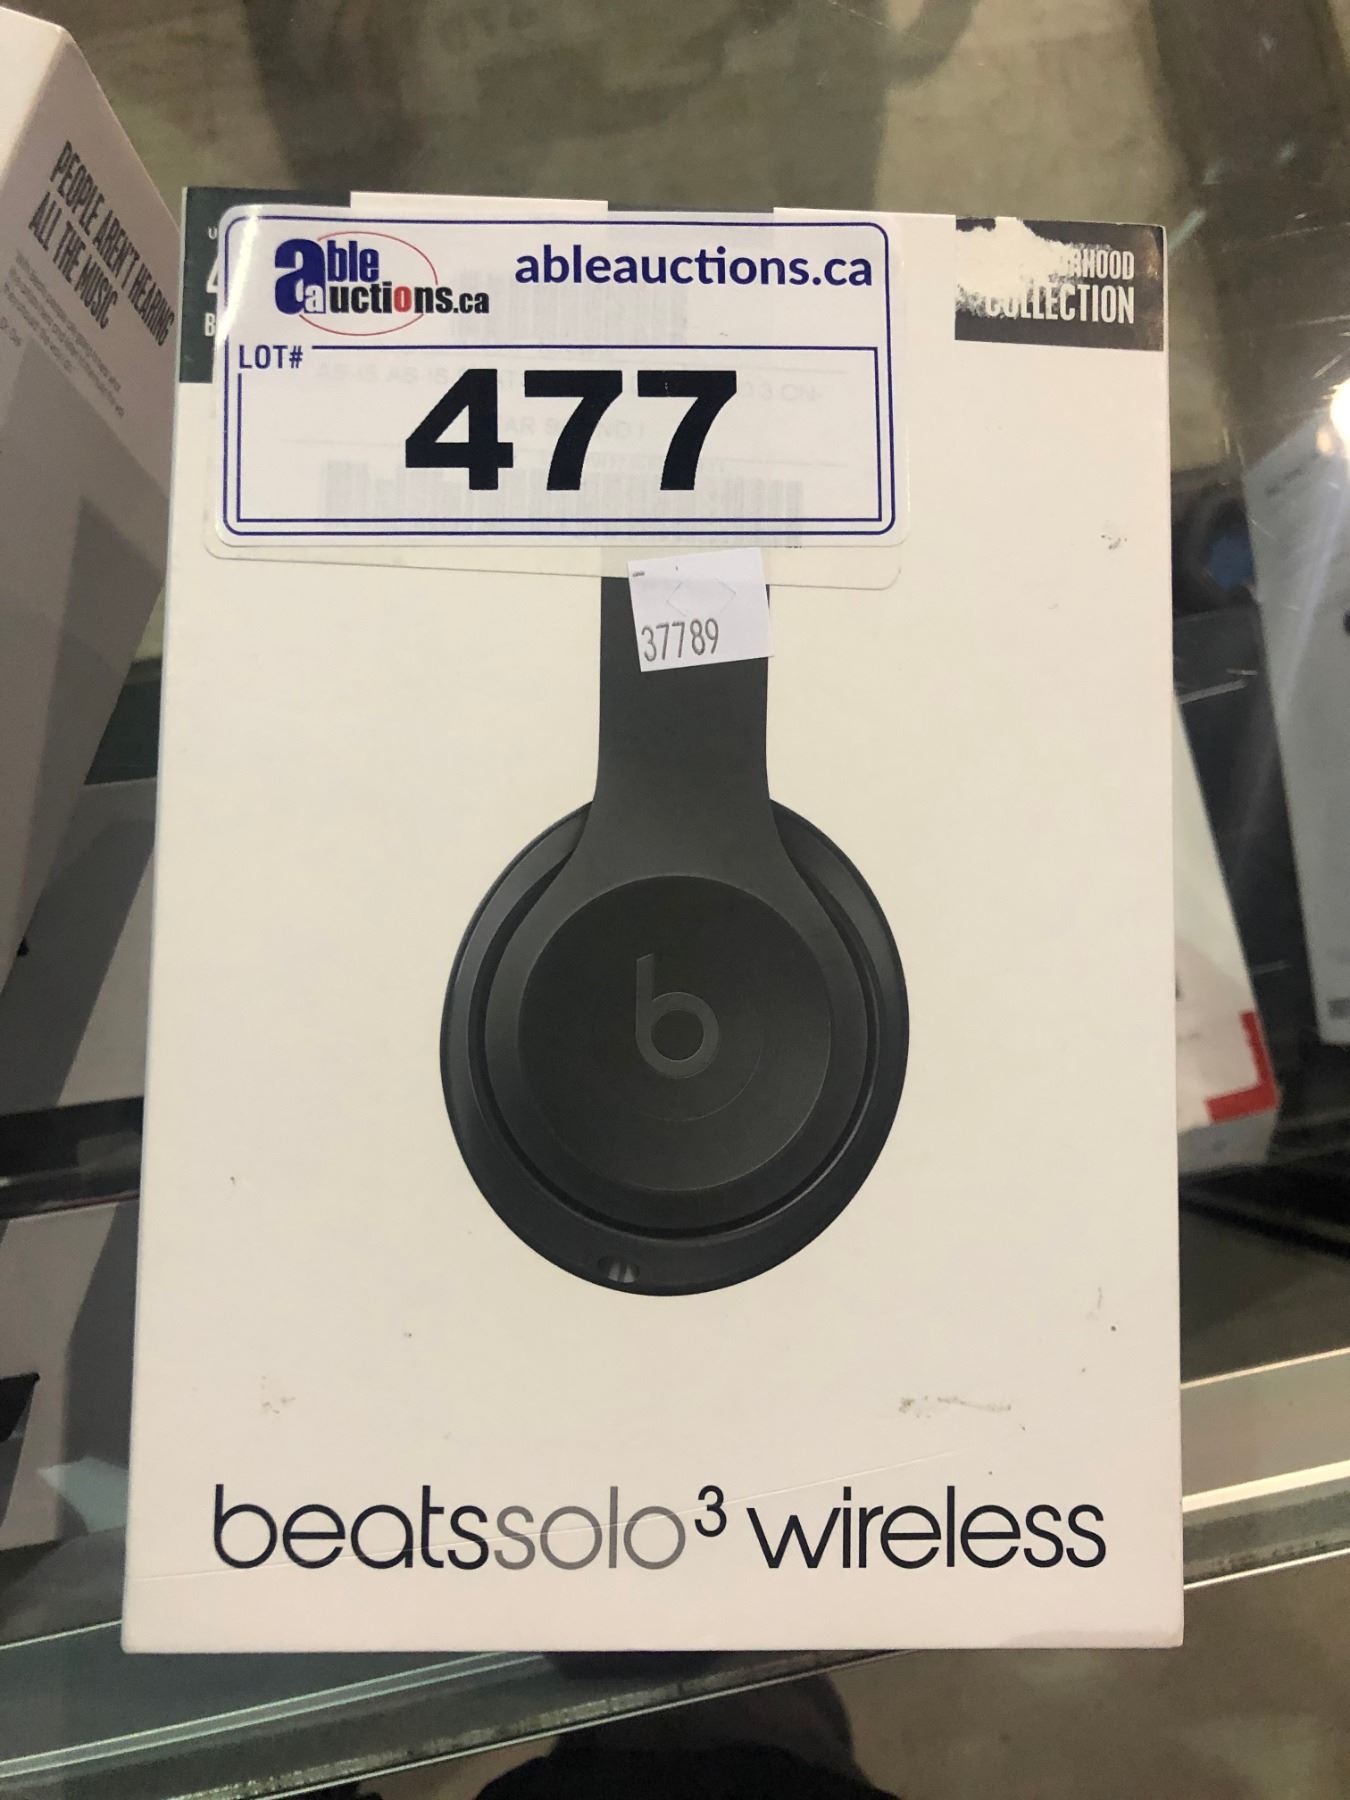 PEOPLE AREN'T HEARING
ALL THE MUSIC
able
auctions.ca
ableauctions.ca
LOT#
477
COLLECTION
37789
b
beatssolo3 wireless